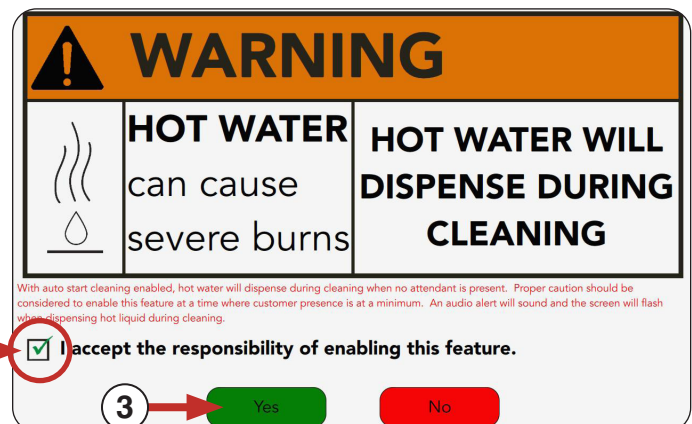 WARNING
HOT WATER
can cause
severe burns
HOT WATER WILL
DISPENSE DURING
CLEANING
With auto start cleaning enabled, hot water will dispense during cleaning when no attendant is present. Proper caution should be
considered to enable this feature at a time where customer presence is at a minimum. An audio alert will sound and the screen will flash
when dispensing hot liquid during cleaning.
I accept the responsibility of enabling this feature.
3
Yes
No